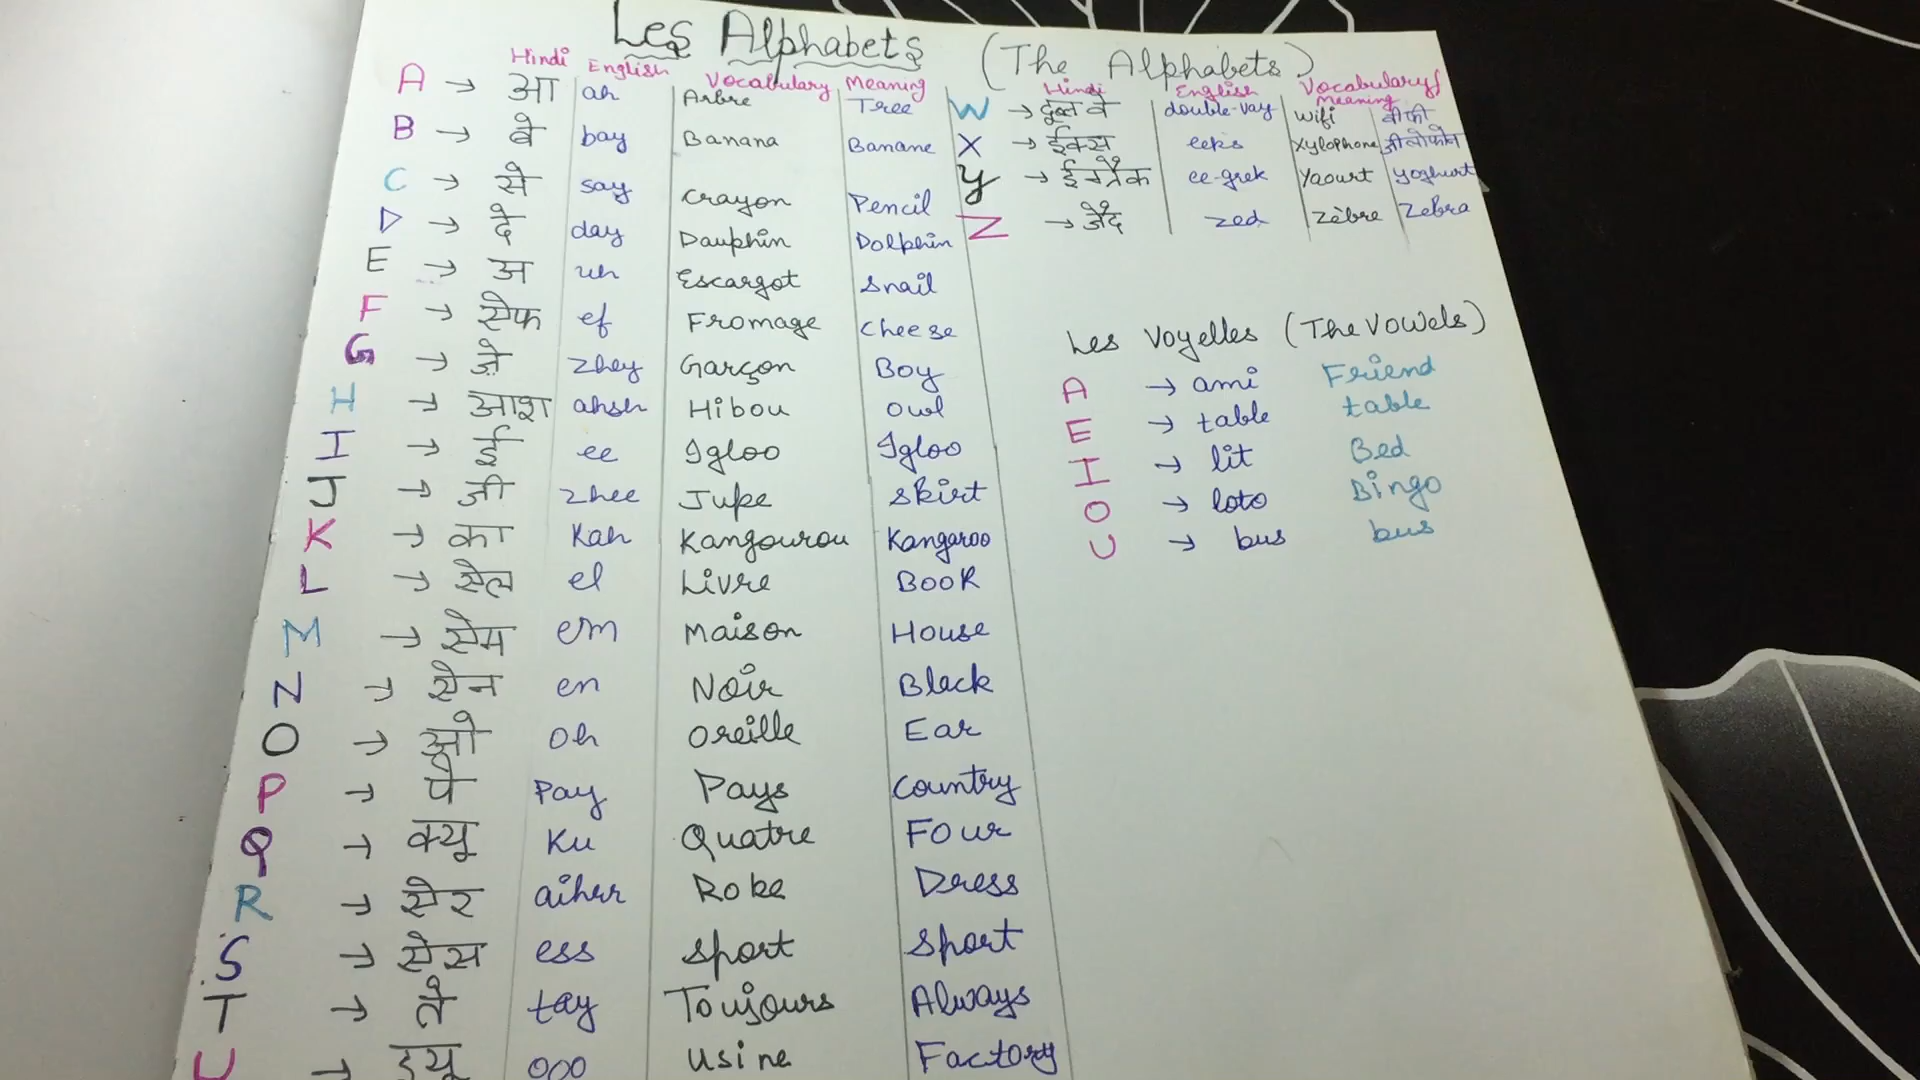 Les Alphabets (The Alphabets)
Hindi English Vocabulary Meaning
A → आ ah Arbre Tree
B → बे bay Banana Banane
C → से say Crayon Pencil
D → दे day Dauphin Dolphin
E → अ uh Escargot Snail
F → ऐफ ef Fromage Cheese
G → जे zhey Garçon Boy
H → आश ahsh Hibou Owl
I → ई ee Igloo Igloo
J → जी zhee Jupe Skirt
K → का Kah Kangourou Kangaroo
L → ऐल el Livre Book
M → ऐम em Maison House
N → ऐन en Noir Black
O → ओ Oh Oreille Ear
P → पे Pay Pays Country
Q → क्यू Ku Quatre Four
R → ऐर aihrr Robe Dress
S → ऐस ess Sport Sport
T → ते tay Toujours Always
U → इयू ooo Usine Factory
Hindi English Vocabulary/ Meaning
W → दूब्ल वे double-vay wifi वीफी
X → ईक्स eeks Xylophone
Y → ee-grek Yaourt yoghurt
Z → zed Zèbre Zebra
Les Voyelles (The Vowels)
A → ami Friend
E → table table
I → lit Bed
O → loto Bingo
U → bus bus